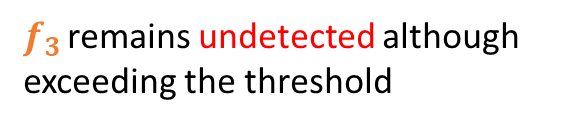 f3 remains undetected although
exceeding the threshold